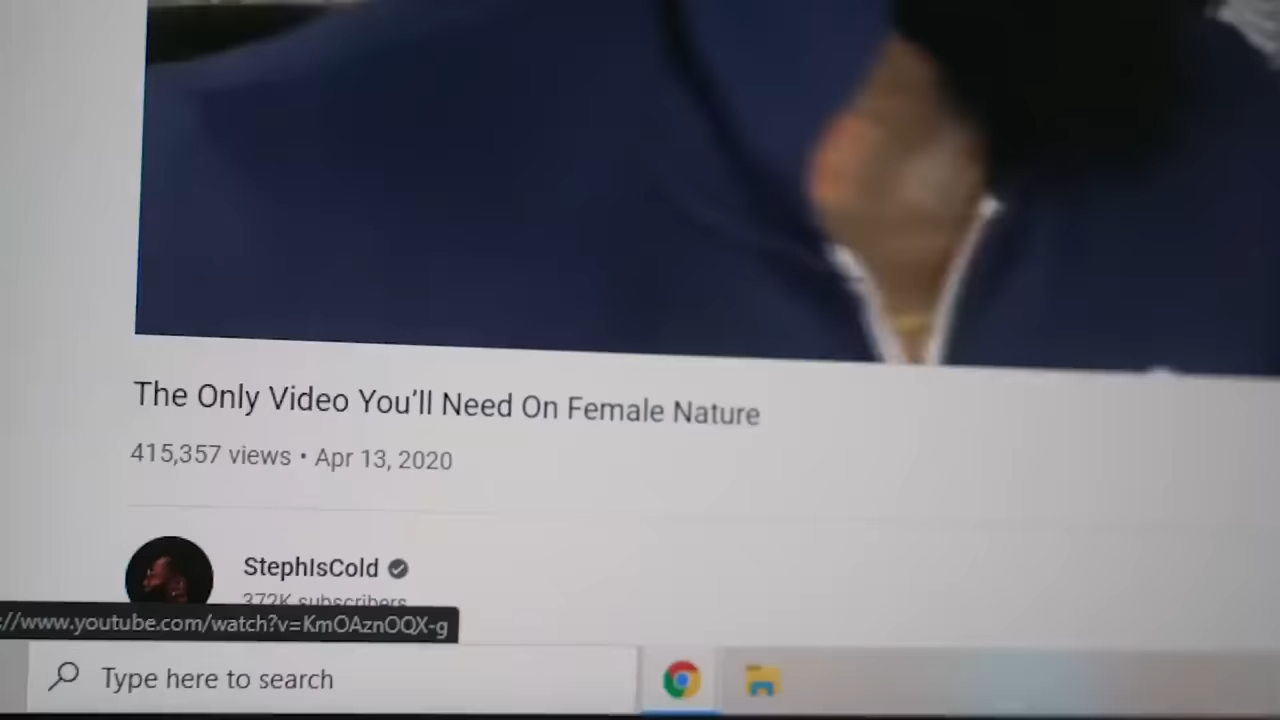 The Only Video You'll Need On Female Nature
415,357 views • Apr 13, 2020
StephIsCold
372K subscribers
://www.youtube.com/watch?v=KmOAznOQX-g
Type here to search